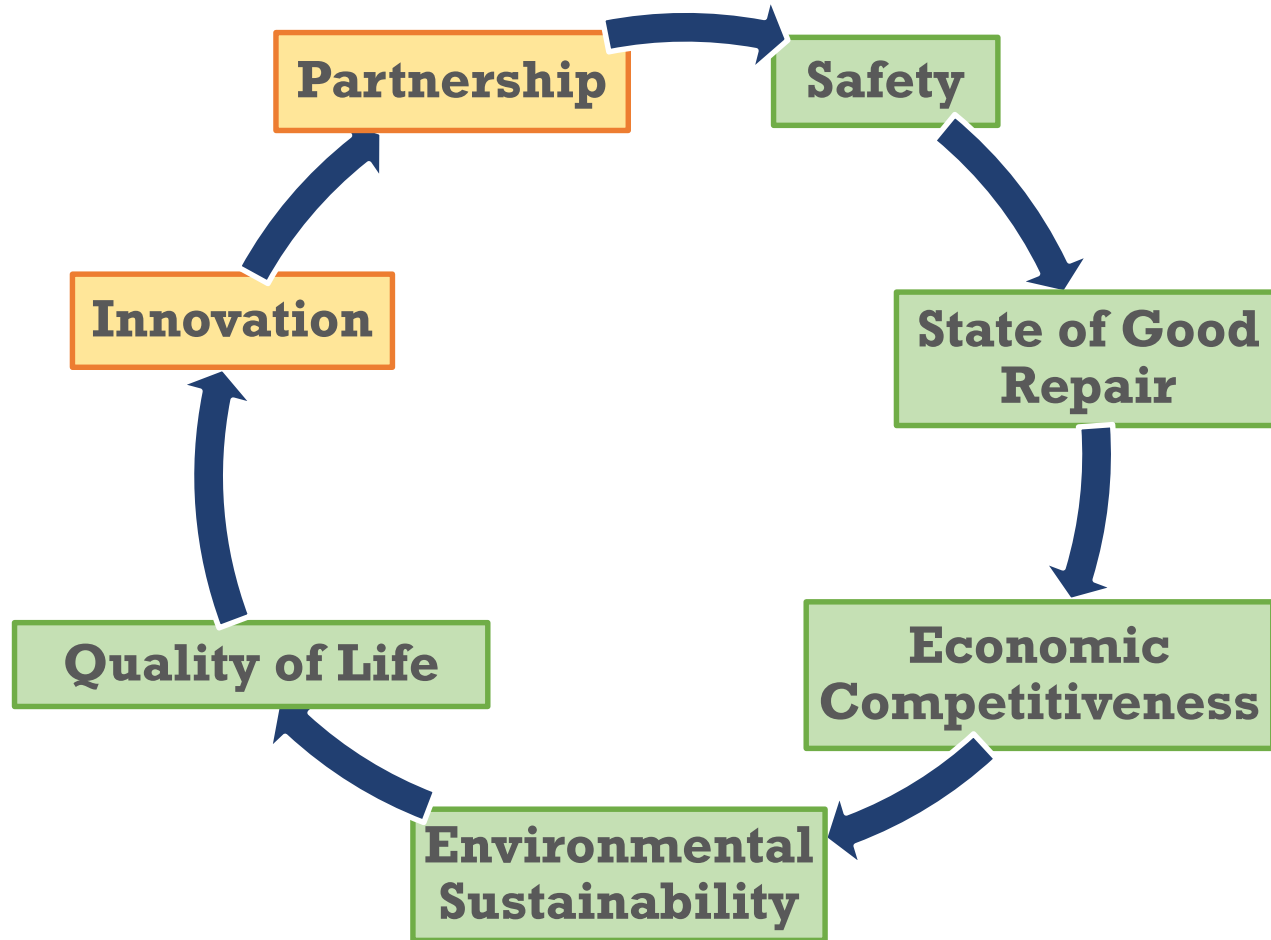 Partnership
Safety
Innovation
State of Good
Repair
Quality of Life
Economic
Competitiveness
Environmental
Sustainability